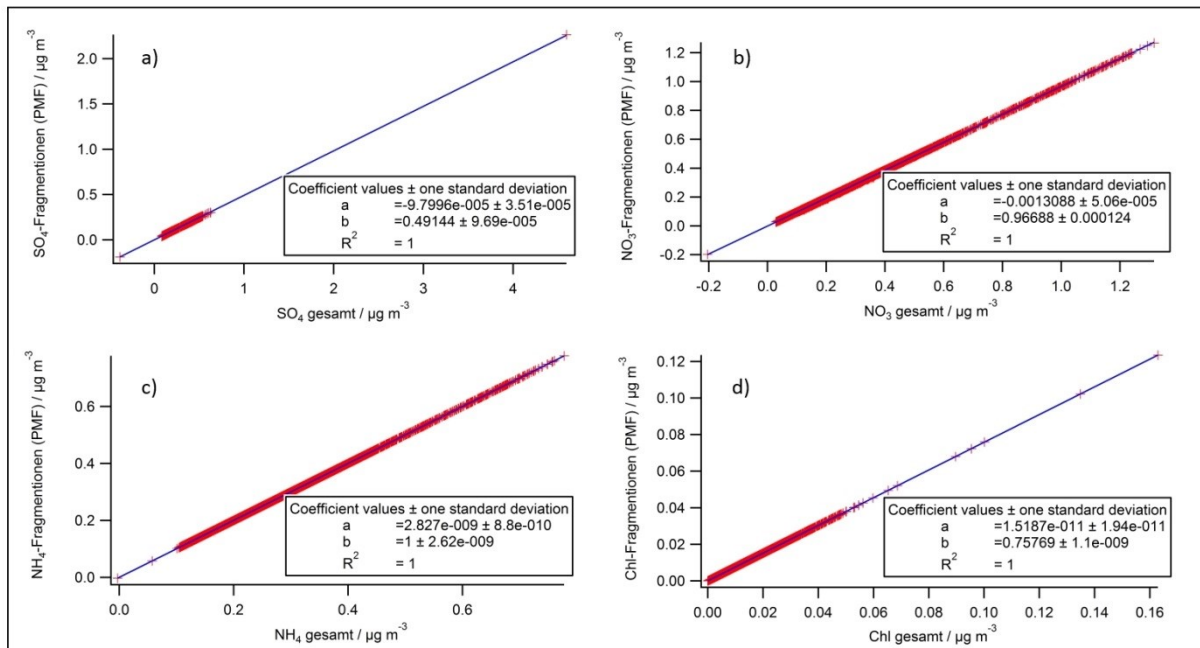 a)
SO4-Fragmentionen (PMF) / µg m-3
2.0
1.5
1.0
0.5
0.0
Coefficient values ± one standard deviation
a =-9.7996e-005 ± 3.51e-005
b =0.49144 ± 9.69e-005
R2 = 1
0 1 2 3 4
SO4 gesamt / µg m-3
b)
NO3-Fragmentionen (PMF) / µg m-3
1.2
1.0
0.8
0.6
0.4
0.2
0.0
-0.2
Coefficient values ± one standard deviation
a =-0.0013088 ± 5.06e-005
b =0.96688 ± 0.000124
R2 = 1
-0.2 0.0 0.2 0.4 0.6 0.8 1.0 1.2
NO3 gesamt / µg m-3
c)
NH4-Fragmentionen (PMF) / µg m-3
0.6
0.4
0.2
0.0
Coefficient values ± one standard deviation
a =2.827e-009 ± 8.8e-010
b =1 ± 2.62e-009
R2 = 1
0.0 0.2 0.4 0.6
NH4 gesamt / µg m-3
d)
Chl-Fragmentionen (PMF) / µg m-3
0.12
0.10
0.08
0.06
0.04
0.02
0.00
Coefficient values ± one standard deviation
a =1.5187e-011 ± 1.94e-011
b =0.75769 ± 1.1e-009
R2 = 1
0.00 0.02 0.04 0.06 0.08 0.10 0.12 0.14 0.16
Chl gesamt / µg m-3